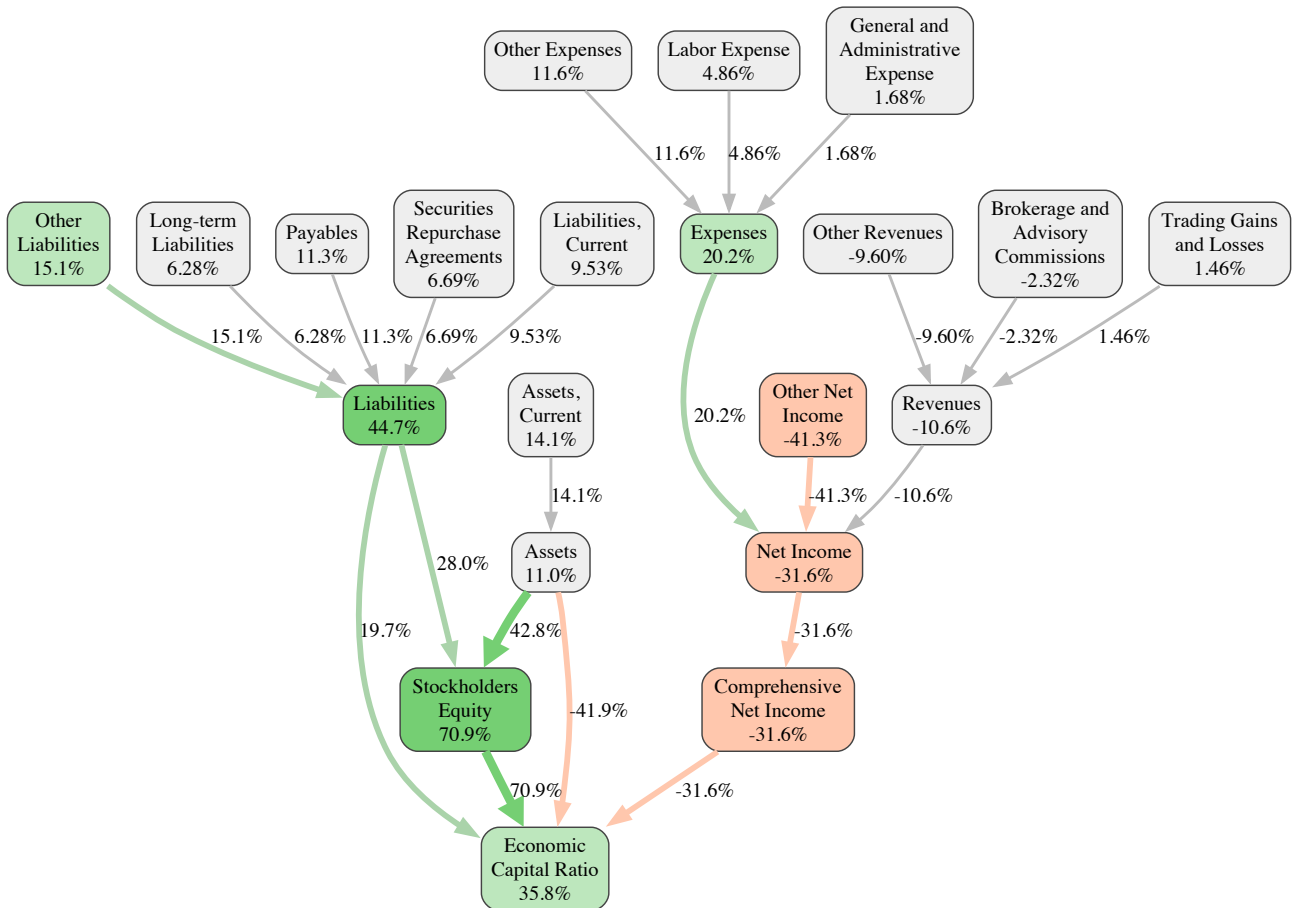 Other Expenses
11.6%
Labor Expense
4.86%
General and
Administrative
Expense
1.68%
11.6%
4.86%
1.68%
Other
Liabilities
15.1%
Long-term
Liabilities
6.28%
Payables
11.3%
Securities
Repurchase
Agreements
6.69%
Liabilities,
Current
9.53%
Expenses
20.2%
Other Revenues
-9.60%
Brokerage and
Advisory
Commissions
-2.32%
Trading Gains
and Losses
1.46%
15.1%
6.28%
11.3%
6.69%
9.53%
-9.60%
-2.32%
1.46%
Liabilities
44.7%
Assets,
Current
14.1%
20.2%
Other Net
Income
-41.3%
Revenues
-10.6%
14.1%
-41.3%
-10.6%
28.0%
Assets
11.0%
Net Income
-31.6%
19.7%
42.8%
-31.6%
Stockholders
Equity
70.9%
-41.9%
Comprehensive
Net Income
-31.6%
70.9%
-31.6%
Economic
Capital Ratio
35.8%